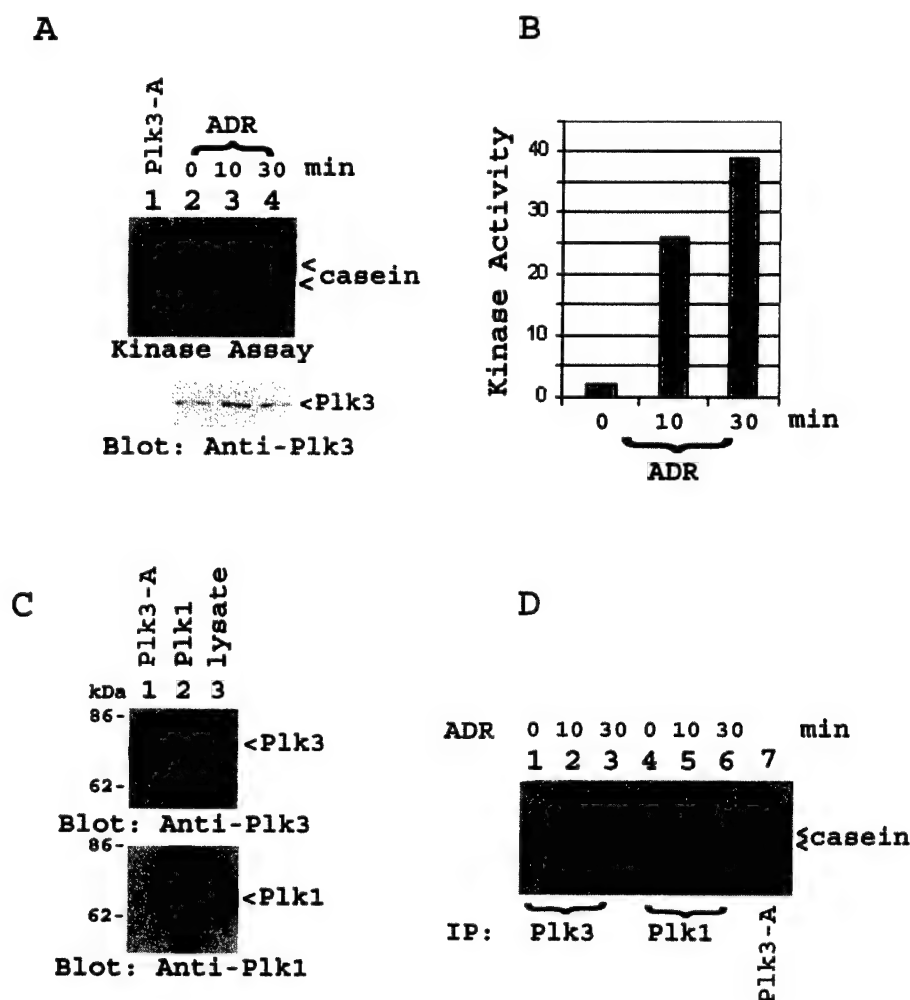 A
Plk3-A
ADR
0 10 30 min
1 2 3 4
< casein
<
Kinase Assay
<Plk3
Blot: Anti-Plk3
B
Kinase Activity
40
30
20
10
0
0 10 30 min
ADR
C
Plk3-A
Plk1
lysate
kDa 1 2 3
86-
<Plk3
62-
Blot: Anti-Plk3
86-
<Plk1
62-
Blot: Anti-Plk1
D
ADR 0 10 30 0 10 30 min
1 2 3 4 5 6 7
<casein
<
IP: Plk3 Plk1
Plk3-A